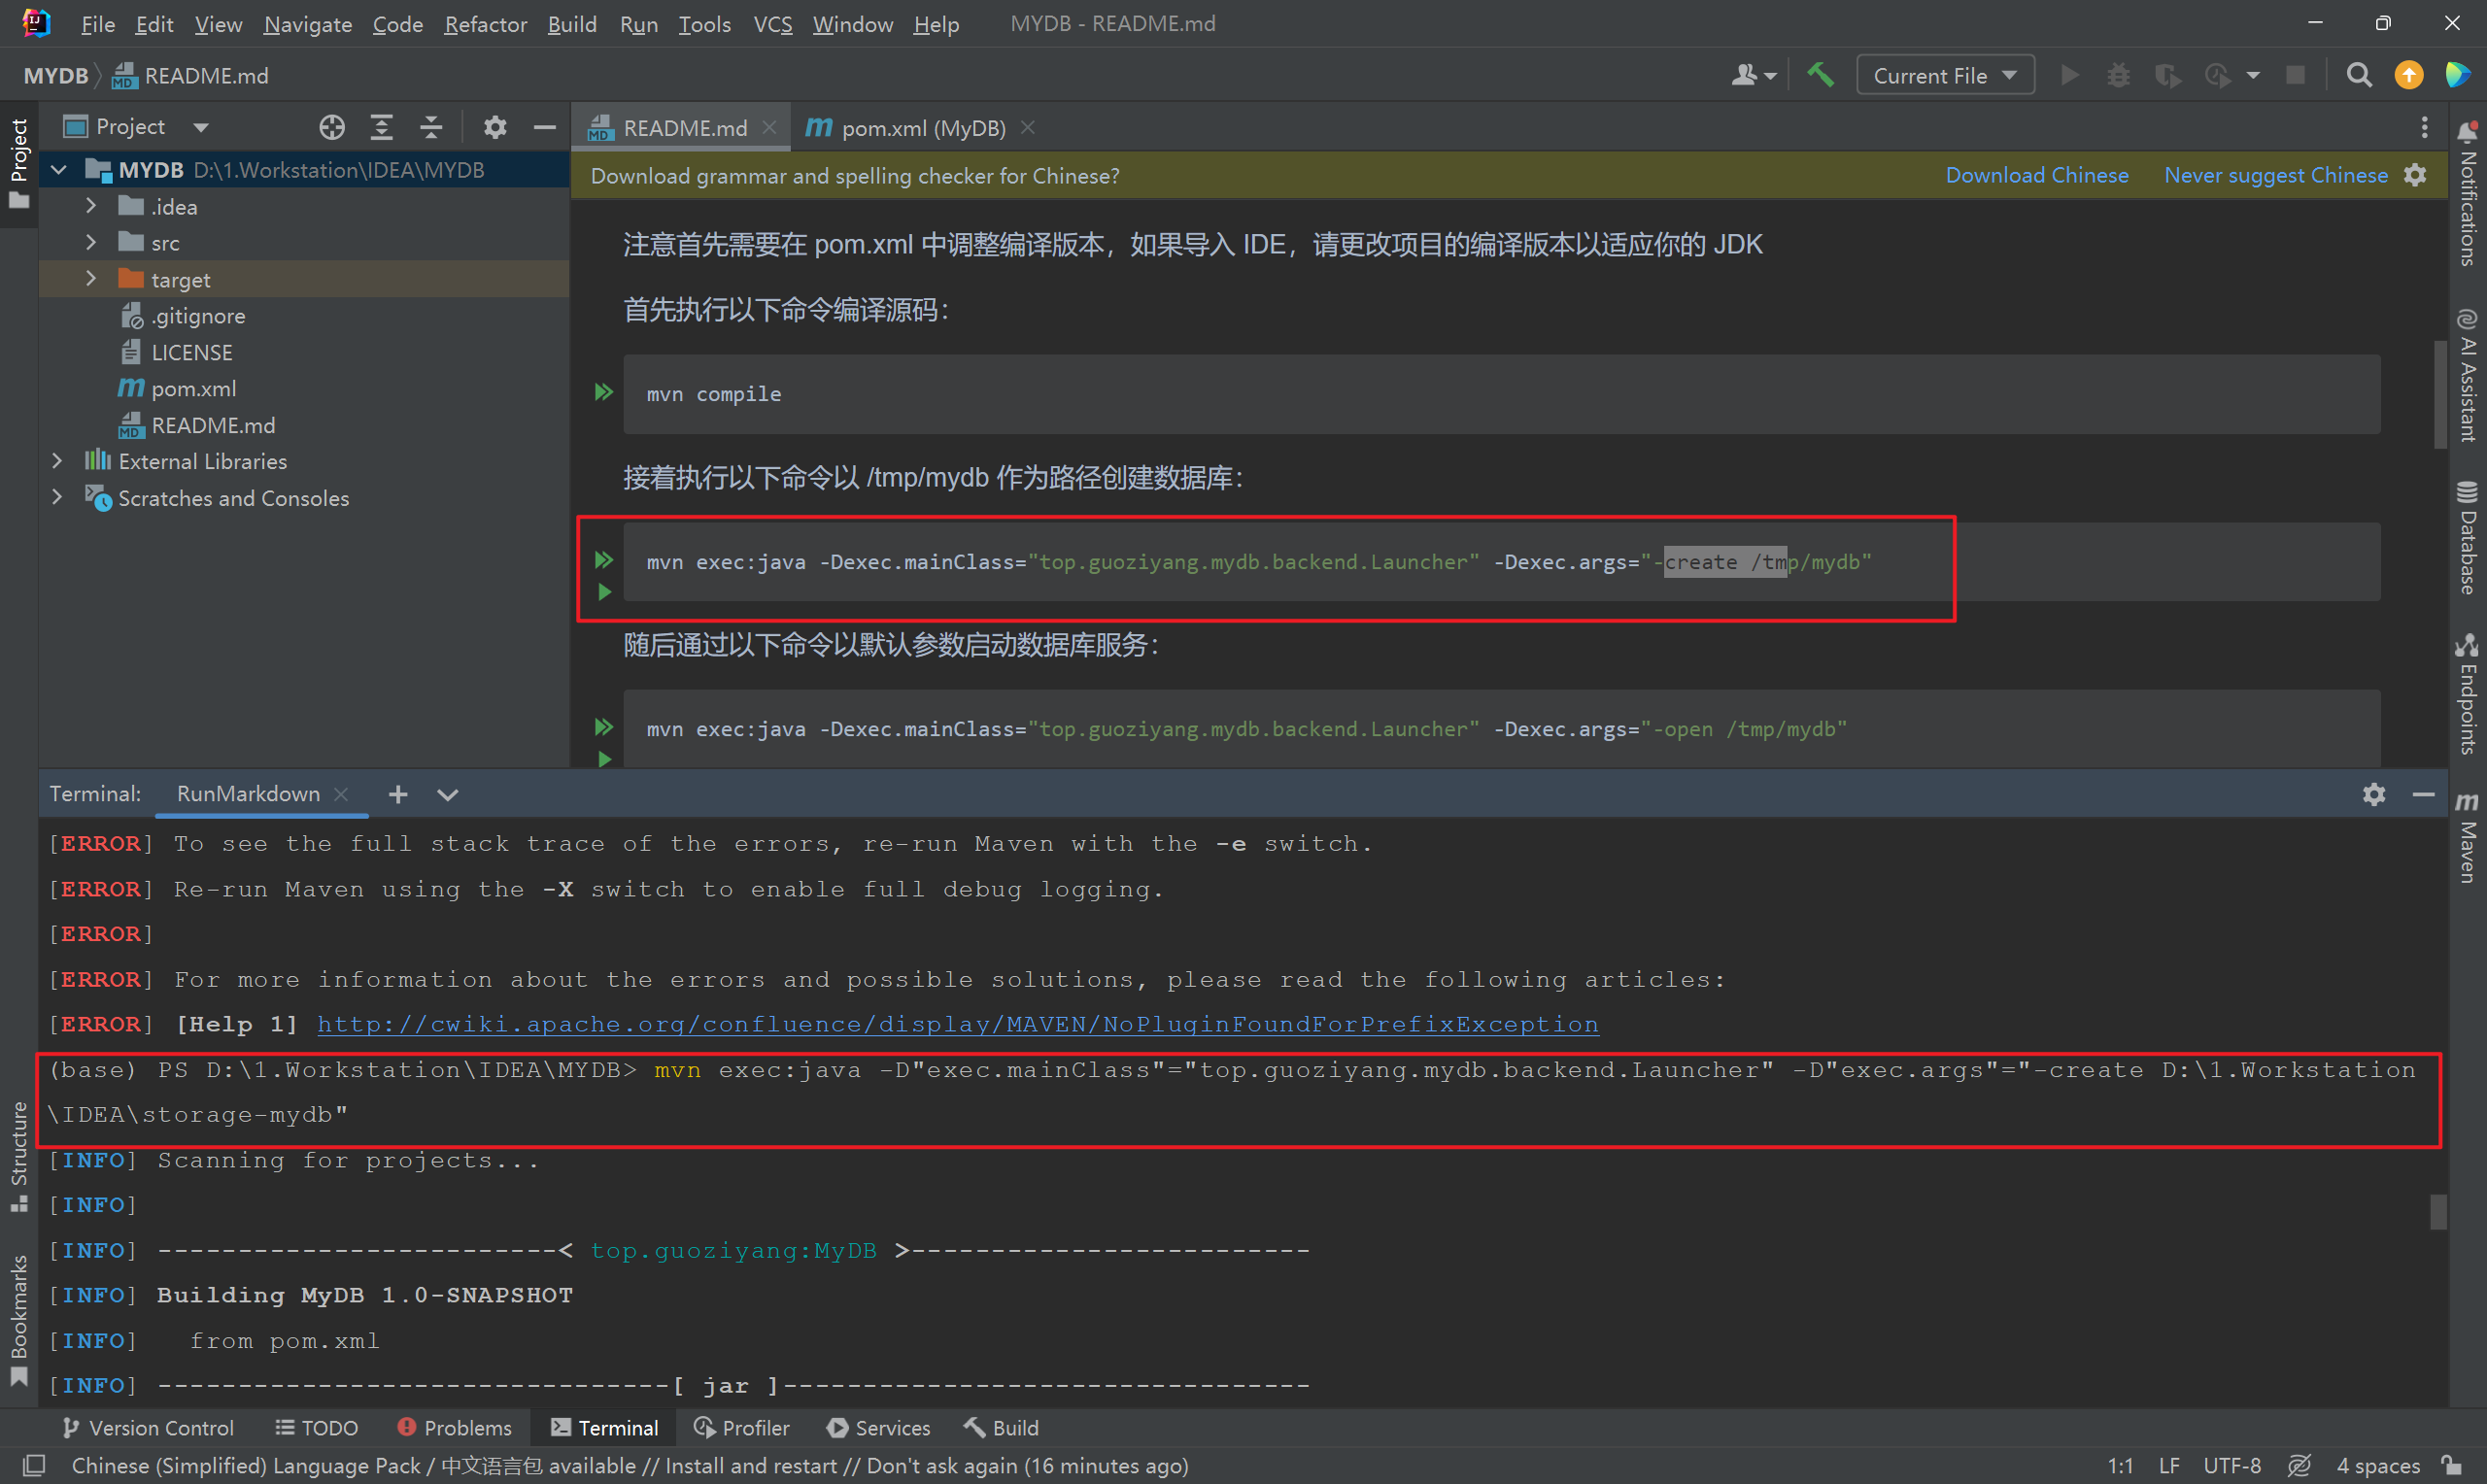 File Edit View Navigate Code Refactor Build Run Tools VCS Window Help MYDB - README.md
MYDB README.md
Current File
Project
README.md
pom.xml (MyDB)
MYDB D:\1.Workstation\IDEA\MYDB
.idea
src
target
.gitignore
LICENSE
pom.xml
README.md
External Libraries
Scratches and Consoles
Download grammar and spelling checker for Chinese? Download Chinese Never suggest Chinese
注意首先需要在 pom.xml 中调整编译版本，如果导入 IDE，请更改项目的编译版本以适应你的 JDK
首先执行以下命令编译源码：
mvn compile
接着执行以下命令以 /tmp/mydb 作为路径创建数据库：
mvn exec:java -Dexec.mainClass="top.guoziyang.mydb.backend.Launcher" -Dexec.args="-create /tmp/mydb"
随后通过以下命令以默认参数启动数据库服务：
mvn exec:java -Dexec.mainClass="top.guoziyang.mydb.backend.Launcher" -Dexec.args="-open /tmp/mydb"
Terminal: RunMarkdown
[ERROR] To see the full stack trace of the errors, re-run Maven with the -e switch.
[ERROR] Re-run Maven using the -X switch to enable full debug logging.
[ERROR]
[ERROR] For more information about the errors and possible solutions, please read the following articles:
[ERROR] [Help 1] http://cwiki.apache.org/confluence/display/MAVEN/NoPluginFoundForPrefixException
(base) PS D:\1.Workstation\IDEA\MYDB> mvn exec:java -D"exec.mainClass"="top.guoziyang.mydb.backend.Launcher" -D"exec.args"="-create D:\1.Workstation
\IDEA\storage-mydb"
[INFO] Scanning for projects...
[INFO]
[INFO] -------------------------< top.guoziyang:MyDB >-------------------------
[INFO] Building MyDB 1.0-SNAPSHOT
[INFO]   from pom.xml
[INFO] --------------------------------[ jar ]---------------------------------
Project
Structure
Bookmarks
Notifications
AI Assistant
Database
Endpoints
Maven
Version Control TODO Problems Terminal Profiler Services Build
Chinese (Simplified) Language Pack / 中文语言包 available // Install and restart // Don't ask again (16 minutes ago) 1:1 LF UTF-8 4 spaces